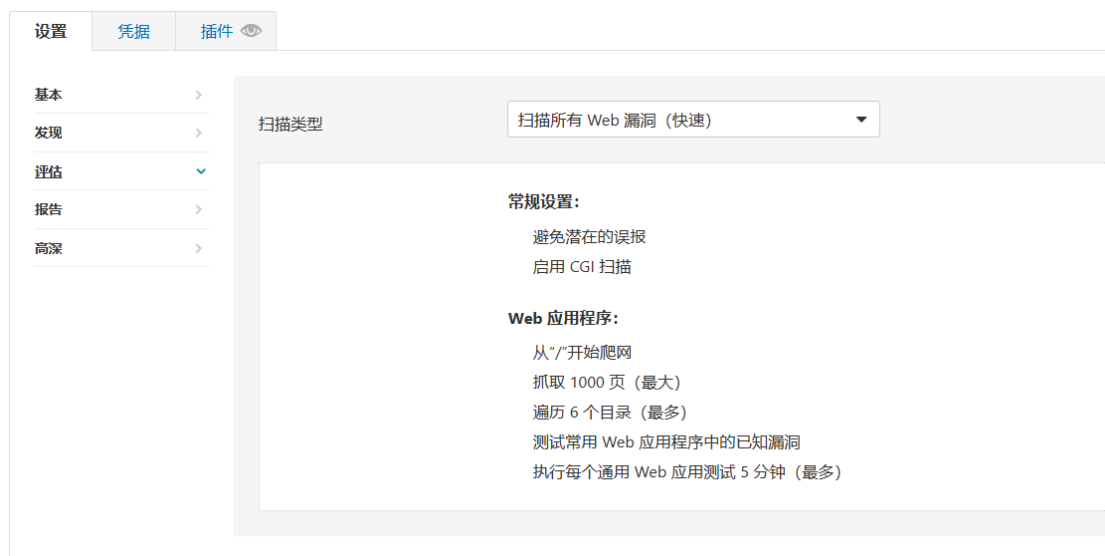 设置
凭据
插件
基本
发现
评估
报告
高深
扫描类型
扫描所有 Web 漏洞（快速）
常规设置：
避免潜在的误报
启用 CGI 扫描
Web 应用程序：
从“/”开始爬网
抓取 1000 页（最大）
遍历 6 个目录（最多）
测试常用 Web 应用程序中的已知漏洞
执行每个通用 Web 应用测试 5 分钟（最多）